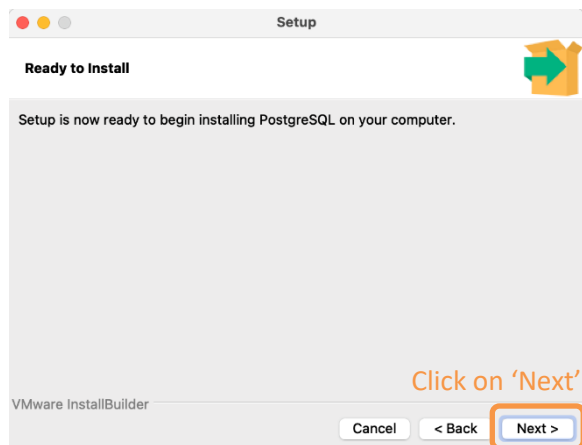 Setup
Ready to Install
Setup is now ready to begin installing PostgreSQL on your computer.
Click on ‘Next’
VMware InstallBuilder
Cancel
< Back
Next >